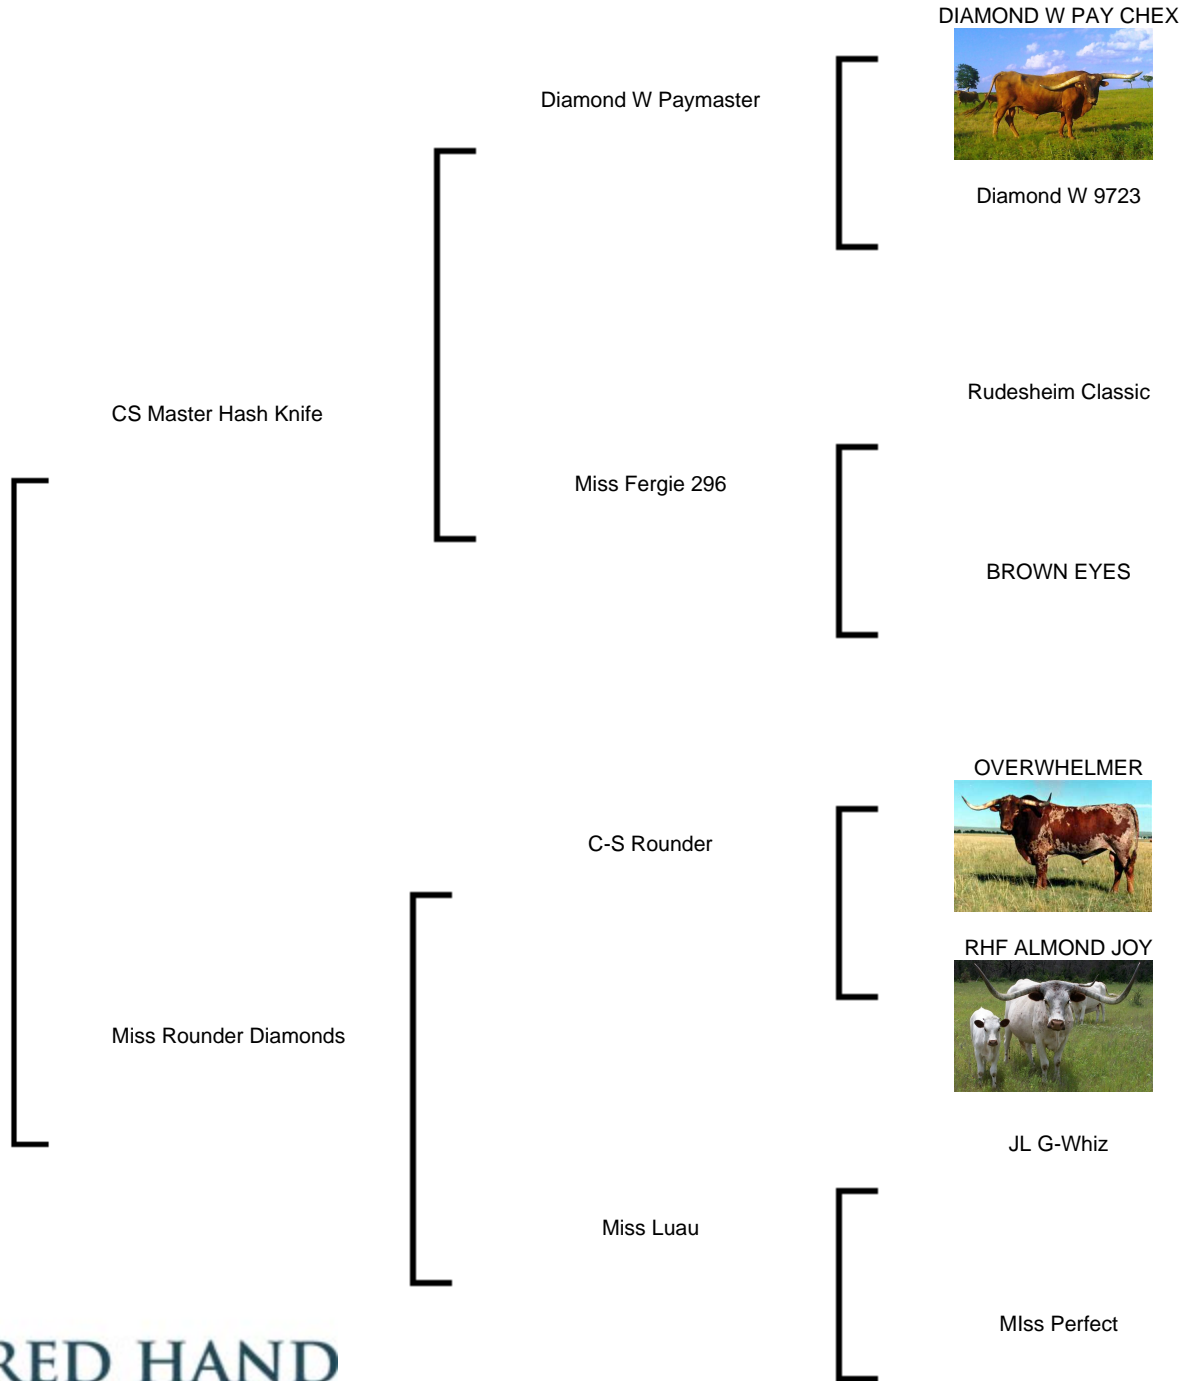 DIAMOND W PAY CHEX
Diamond W Paymaster
Diamond W 9723
Rudesheim Classic
CS Master Hash Knife
Miss Fergie 296
BROWN EYES
OVERWHELMER
C-S Rounder
RHF ALMOND JOY
Miss Rounder Diamonds
JL G-Whiz
Miss Luau
MIss Perfect
RED HAND